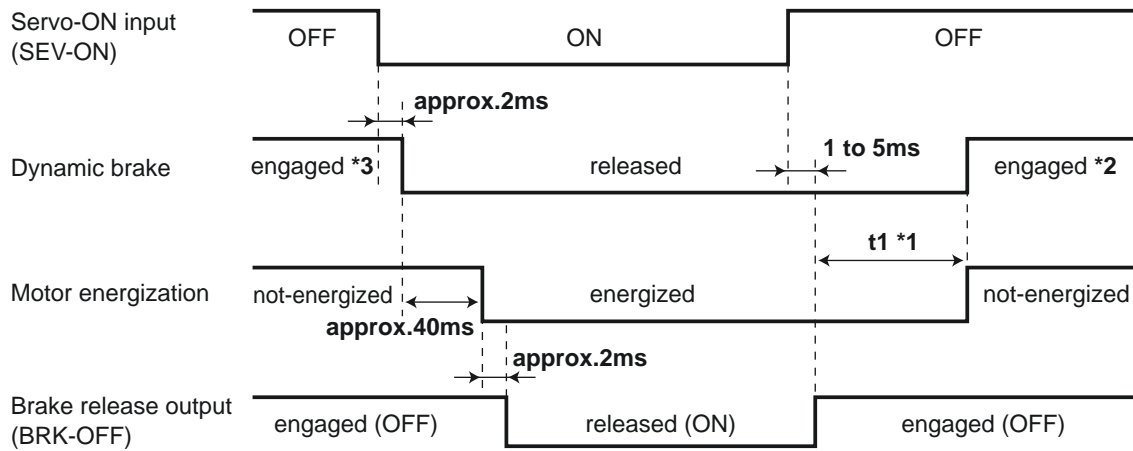 Servo-ON input
(SEV-ON)
OFF
ON
OFF
approx.2ms
Dynamic brake
engaged *3
released
1 to 5ms
engaged *2
t1 *1
Motor energization
not-energized
energized
not-energized
approx.40ms
approx.2ms
Brake release output
(BRK-OFF)
engaged (OFF)
released (ON)
engaged (OFF)